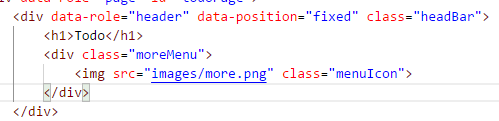 <div data-role="header" data-position="fixed" class="headBar">
<h1>Todo</h1>
<div class="moreMenu">
<img src="images/more.png" class="menuIcon">
</div>
</div>